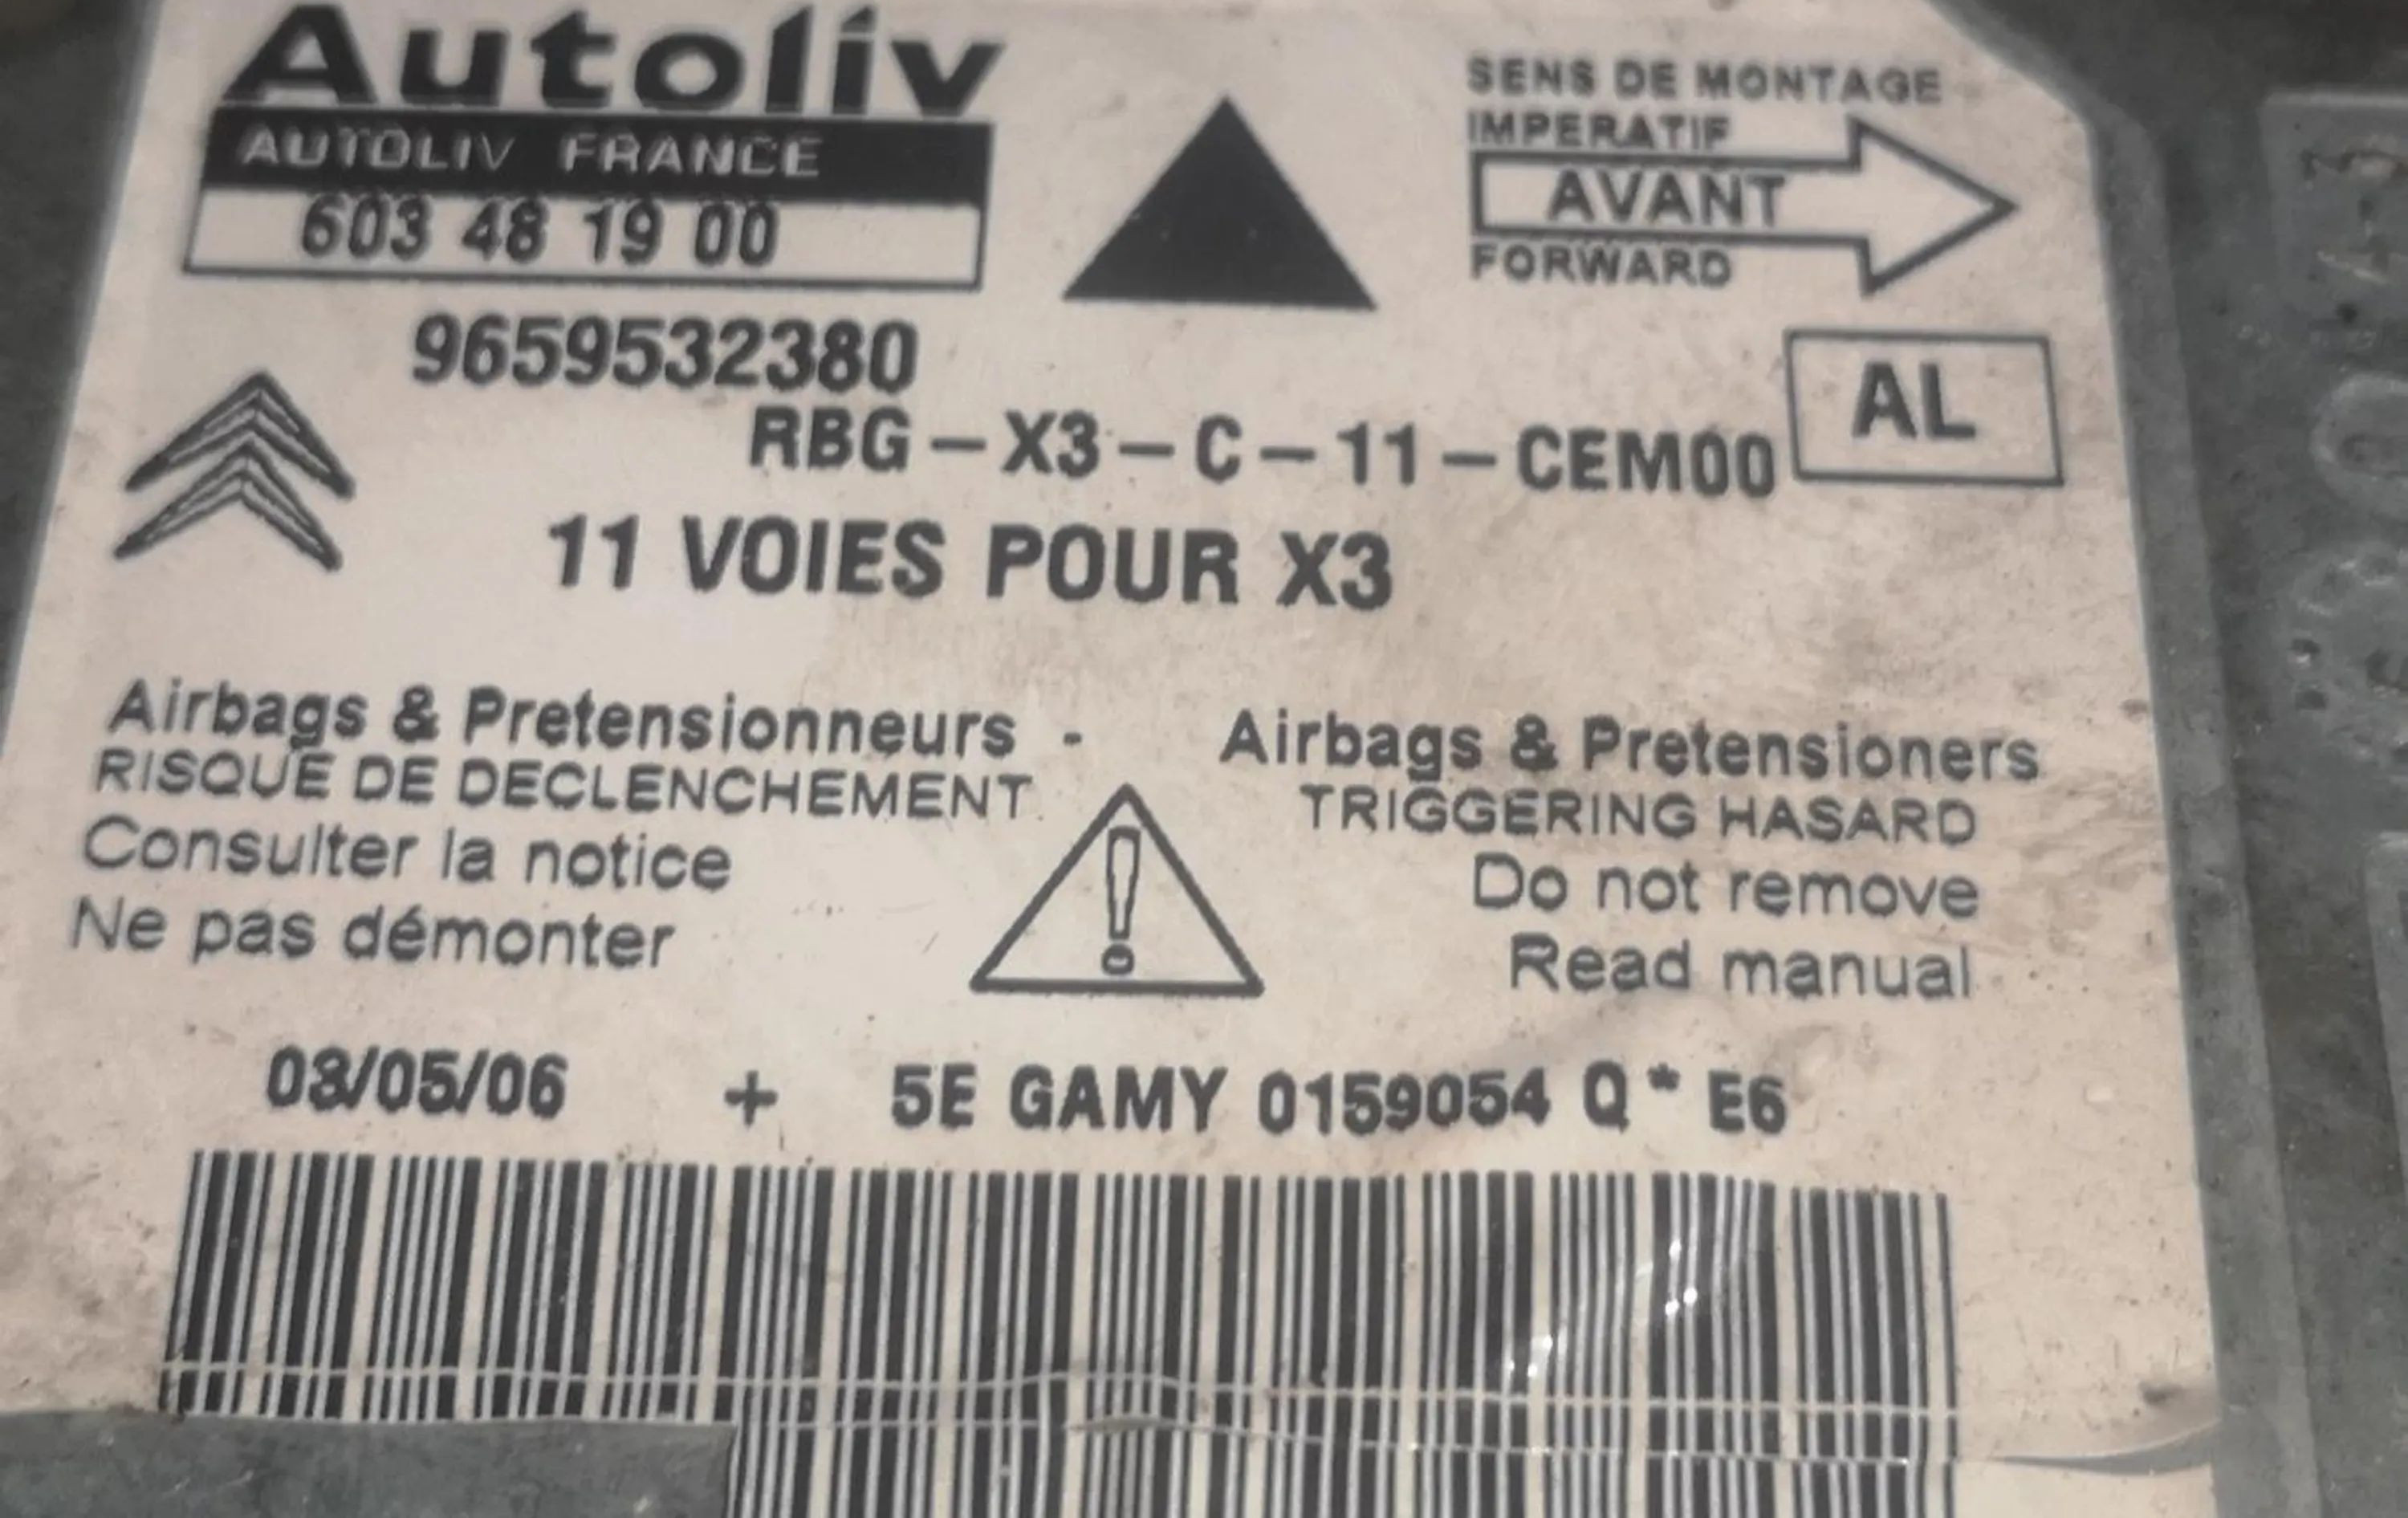 Autoliv
AUTOLIV FRANCE
603 48 19 00
SENS DE MONTAGE
IMPERATIF
AVANT
FORWARD
9659532380
AL
RBG-X3-C-11-CEM00
11 VOIES POUR X3
Airbags & Pretensionneurs -
RISQUE DE DECLENCHEMENT
Consulter la notice
Ne pas démonter
Airbags & Pretensioners
TRIGGERING HASARD
Do not remove
Read manual
03/05/06 + 5E GAMY 0159054 Q * E6